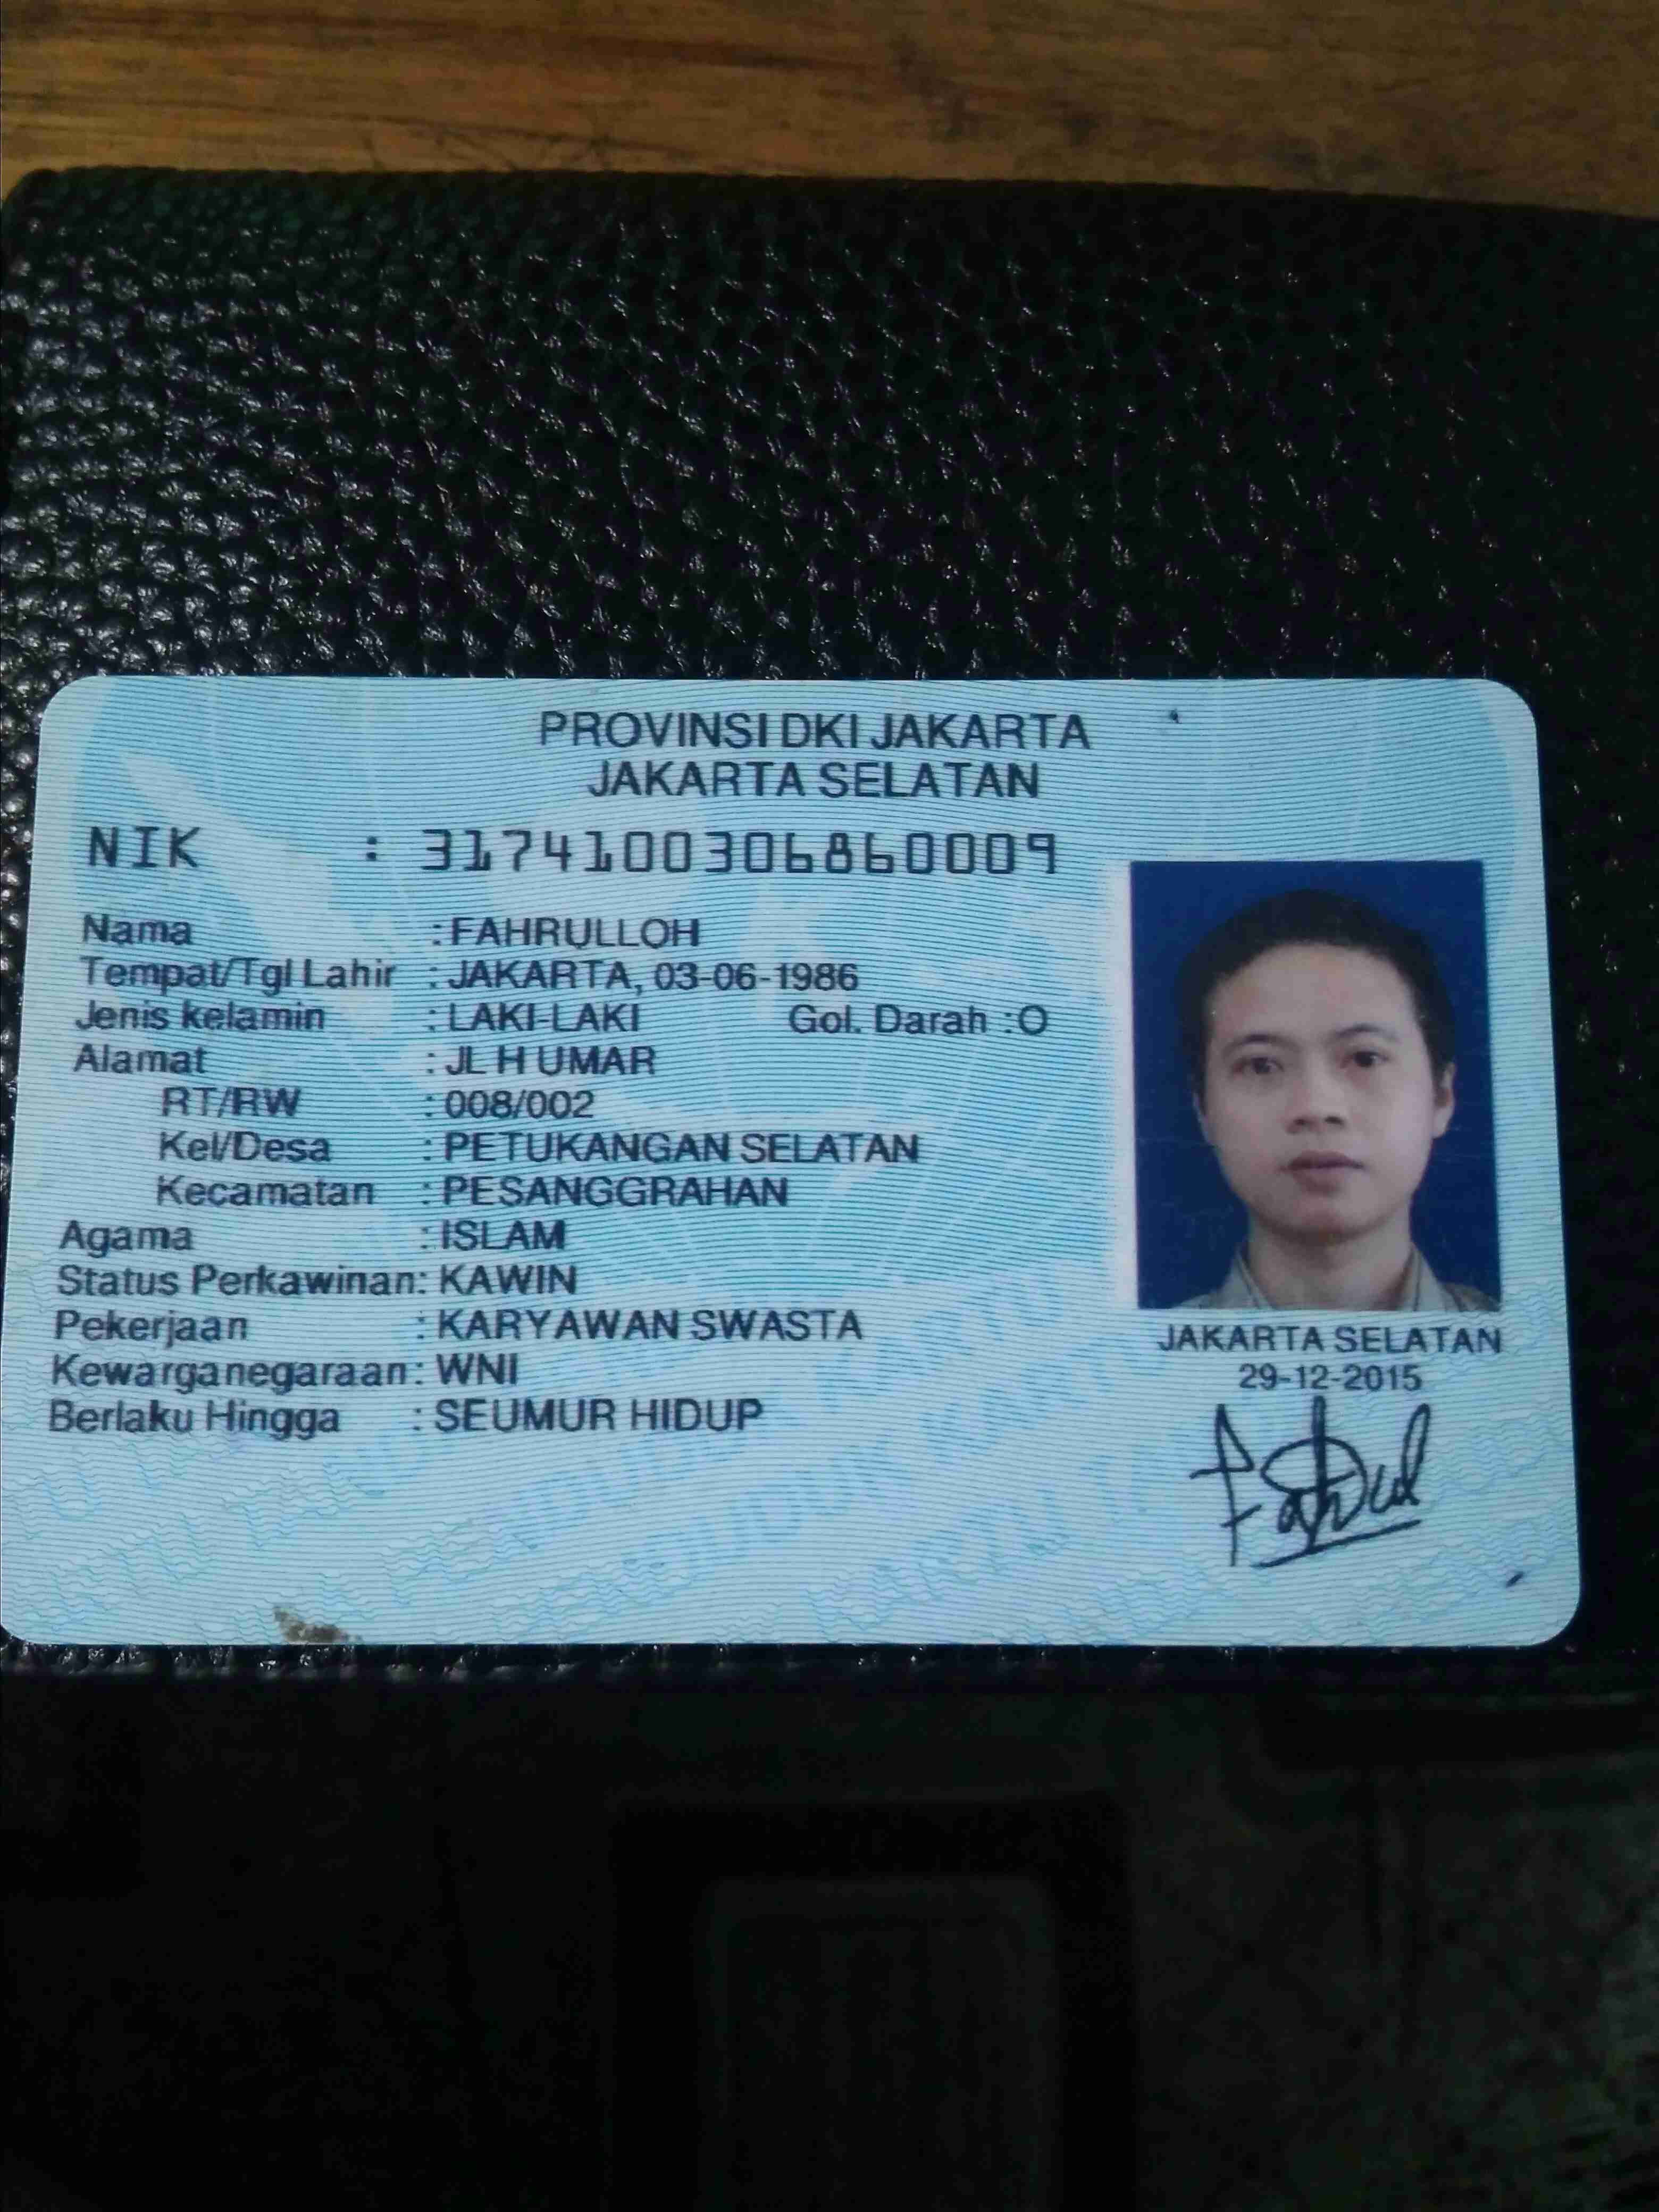 PROVINSI DKI JAKARTA
JAKARTA SELATAN
NIK : 3174100306860009
Nama : FAHRULLOH
Tempat/Tgl Lahir : JAKARTA, 03-06-1986
Jenis kelamin : LAKI-LAKI Gol. Darah : O
Alamat : JL H UMAR
RT/RW : 008/002
Kel/Desa : PETUKANGAN SELATAN
Kecamatan : PESANGGRAHAN
Agama : ISLAM
Status Perkawinan : KAWIN
Pekerjaan : KARYAWAN SWASTA
Kewarganegaraan : WNI
Berlaku Hingga : SEUMUR HIDUP
JAKARTA SELATAN
29-12-2015